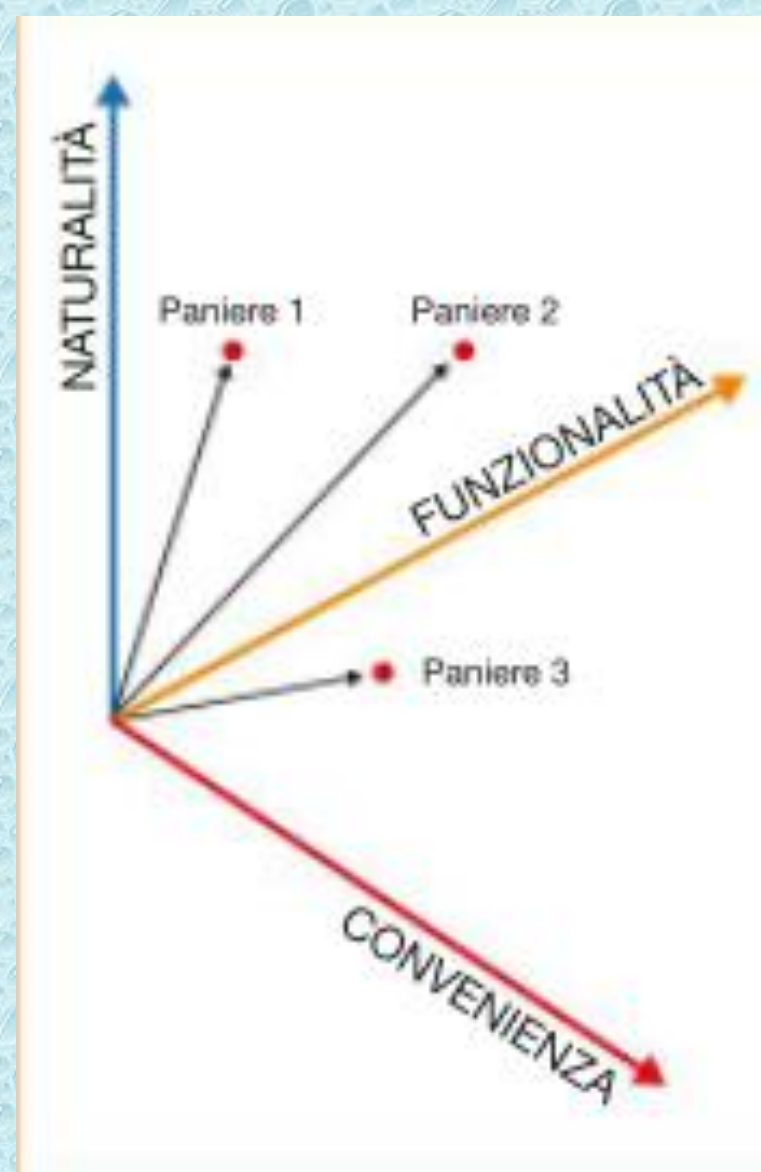 NATURALITÀ
Paniere 1
Paniere 2
FUNZIONALITÀ
Paniere 3
CONVENIENZA